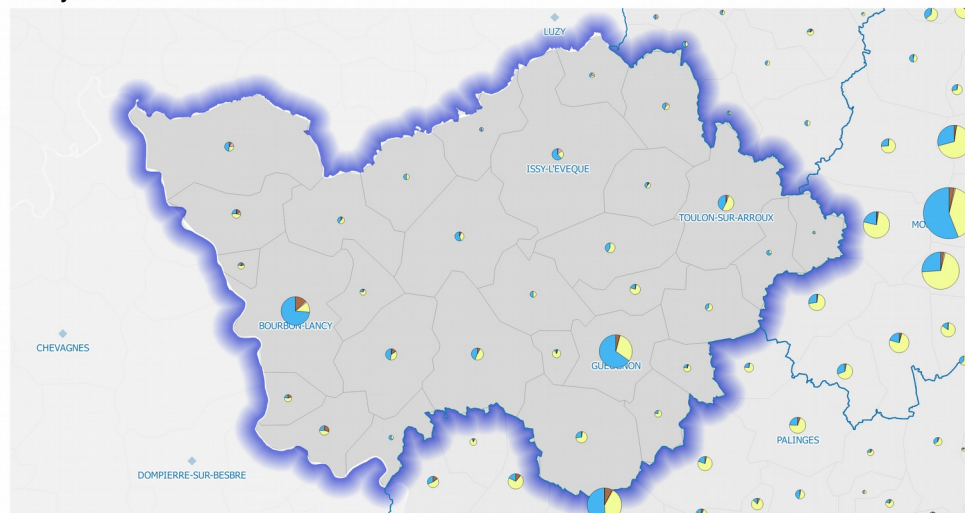 LUZY
ISSY-L'EVEQUE
TOULON-SUR-ARROUX
BOURBON-LANCY
CHEVAGNES
PALINGES
DOMPIERRE-SUR-BESBRE